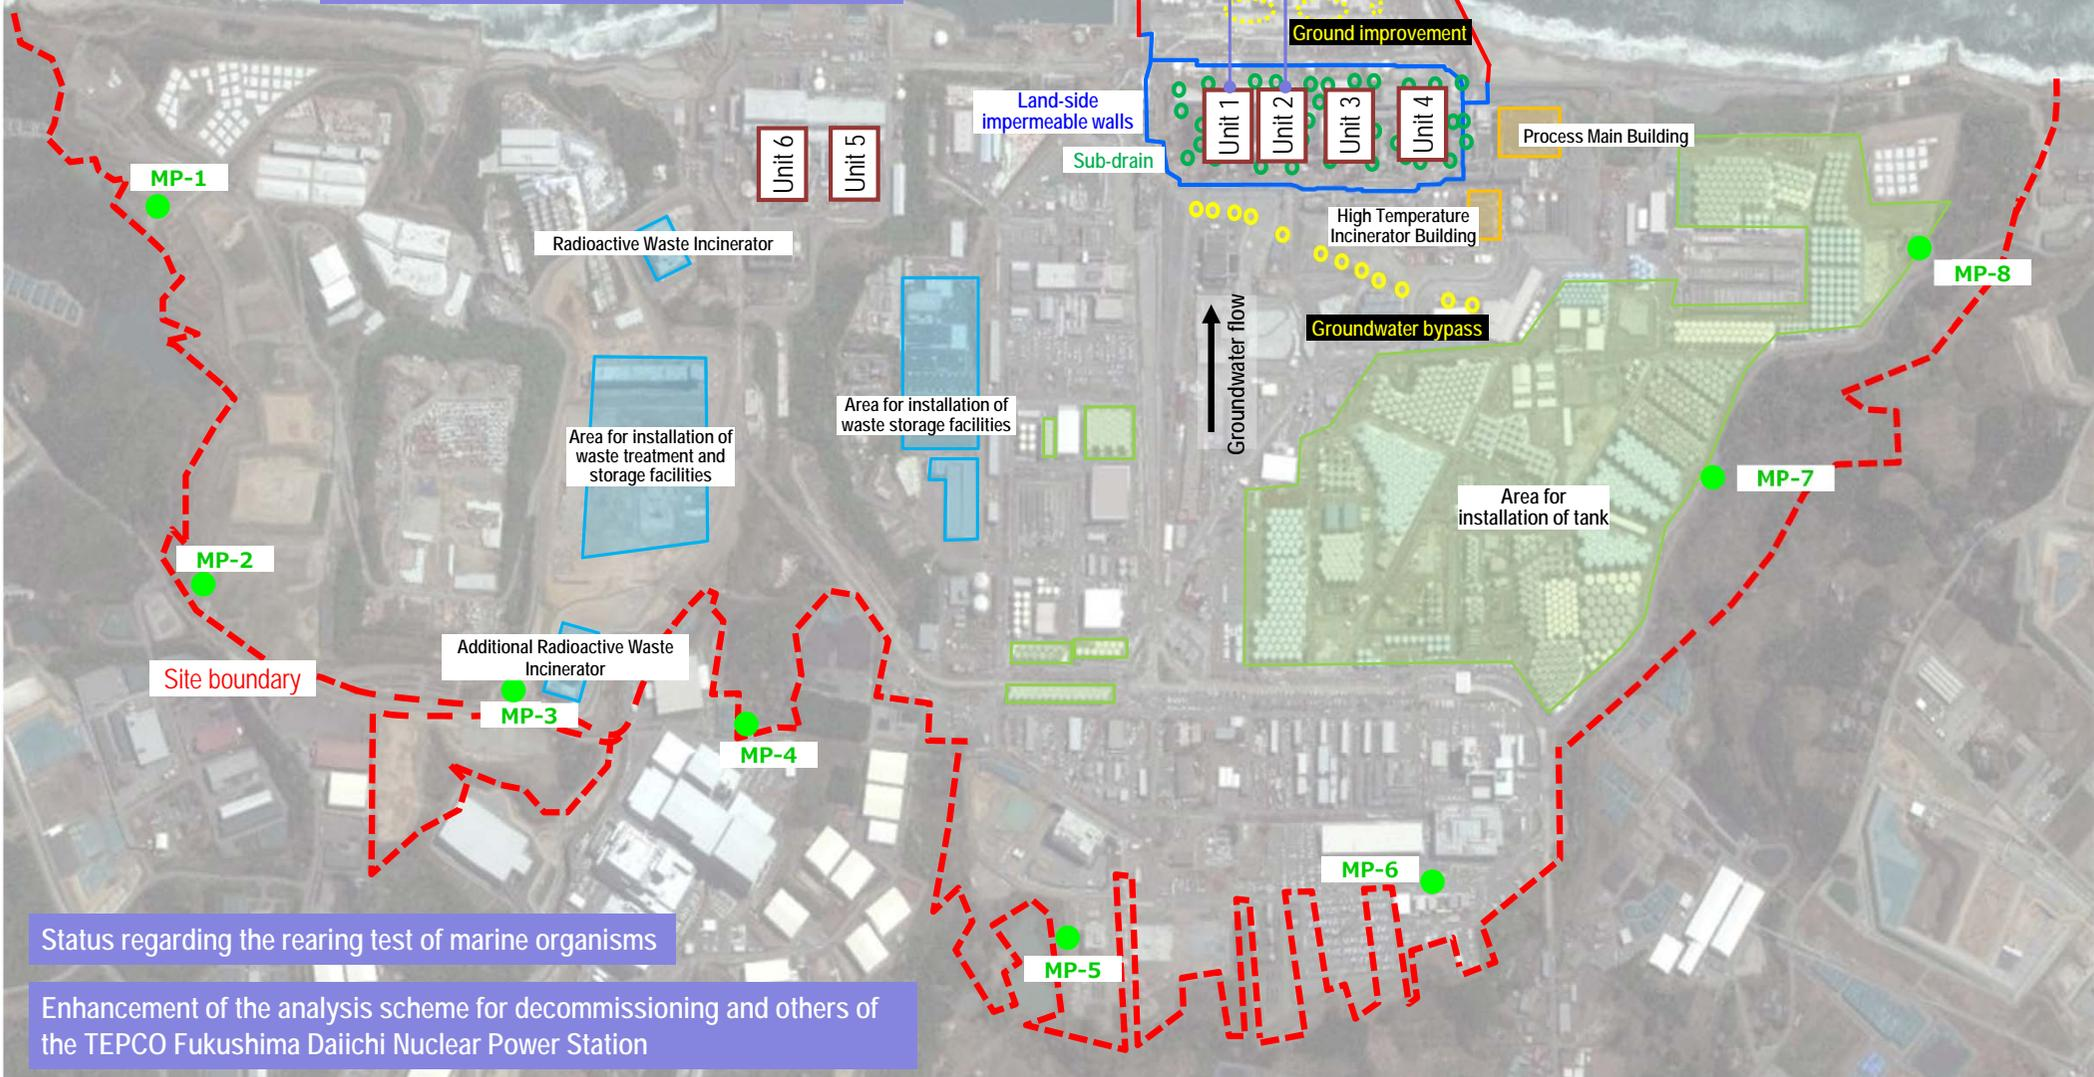 Ground improvement
Land-side
impermeable walls
Sub-drain
Unit 1
Unit 2
Unit 3
Unit 4
Process Main Building
Unit 6
Unit 5
MP-1
Radioactive Waste Incinerator
High Temperature
Incinerator Building
MP-8
Groundwater flow
Groundwater bypass
Area for installation of
waste storage facilities
Area for installation of
waste treatment and
storage facilities
MP-7
Area for
installation of tank
MP-2
Additional Radioactive Waste
Incinerator
Site boundary
MP-3
MP-4
MP-6
MP-5
Status regarding the rearing test of marine organisms
Enhancement of the analysis scheme for decommissioning and others of
the TEPCO Fukushima Daiichi Nuclear Power Station